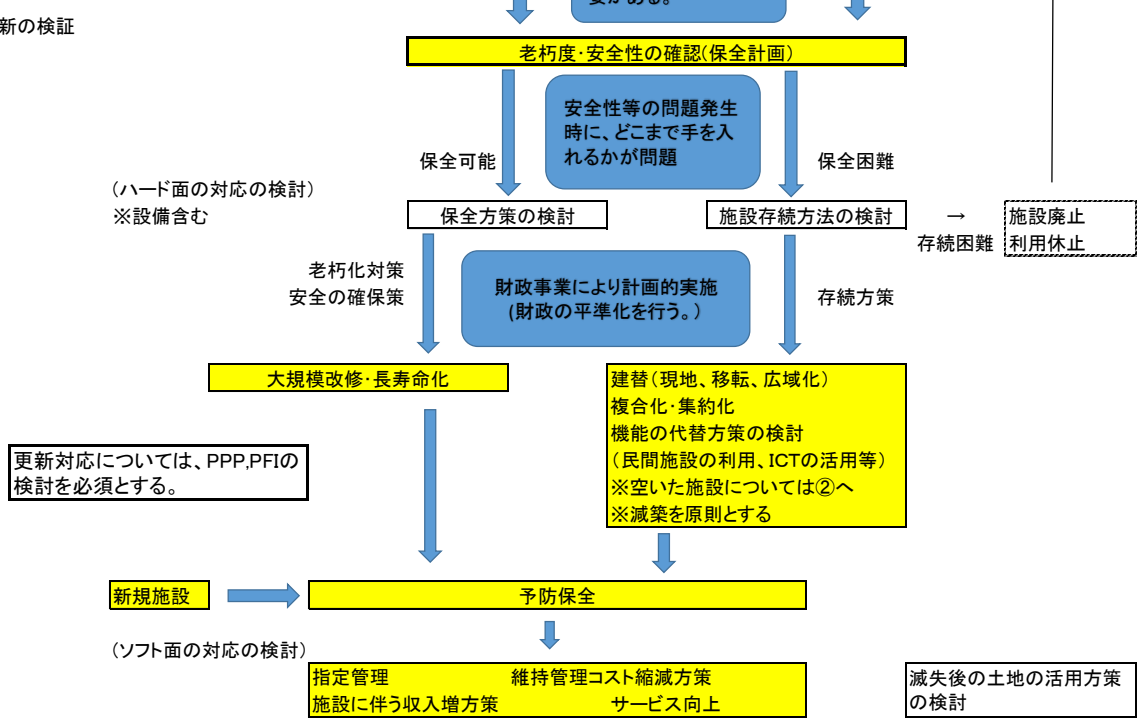 要がある。
新の検証
老朽度・安全性の確認(保全計画)
安全性等の問題発生
時に、どこまで手を入
れるかが問題
保全可能
保全困難
(ハード面の対応の検討)
※設備含む
保全方策の検討
施設存続方法の検討
→
存続困難
施設廃止
利用休止
老朽化対策
安全の確保策
財政事業により計画的実施
(財政の平準化を行う。)
存続方策
大規模改修・長寿命化
建替(現地、移転、広域化)
複合化・集約化
機能の代替方策の検討
(民間施設の利用、ICTの活用等)
※空いた施設については②へ
※減築を原則とする
更新対応については、PPP,PFIの
検討を必須とする。
新規施設
予防保全
(ソフト面の対応の検討)
指定管理 維持管理コスト縮減方策
施設に伴う収入増方策 サービス向上
滅失後の土地の活用方策
の検討